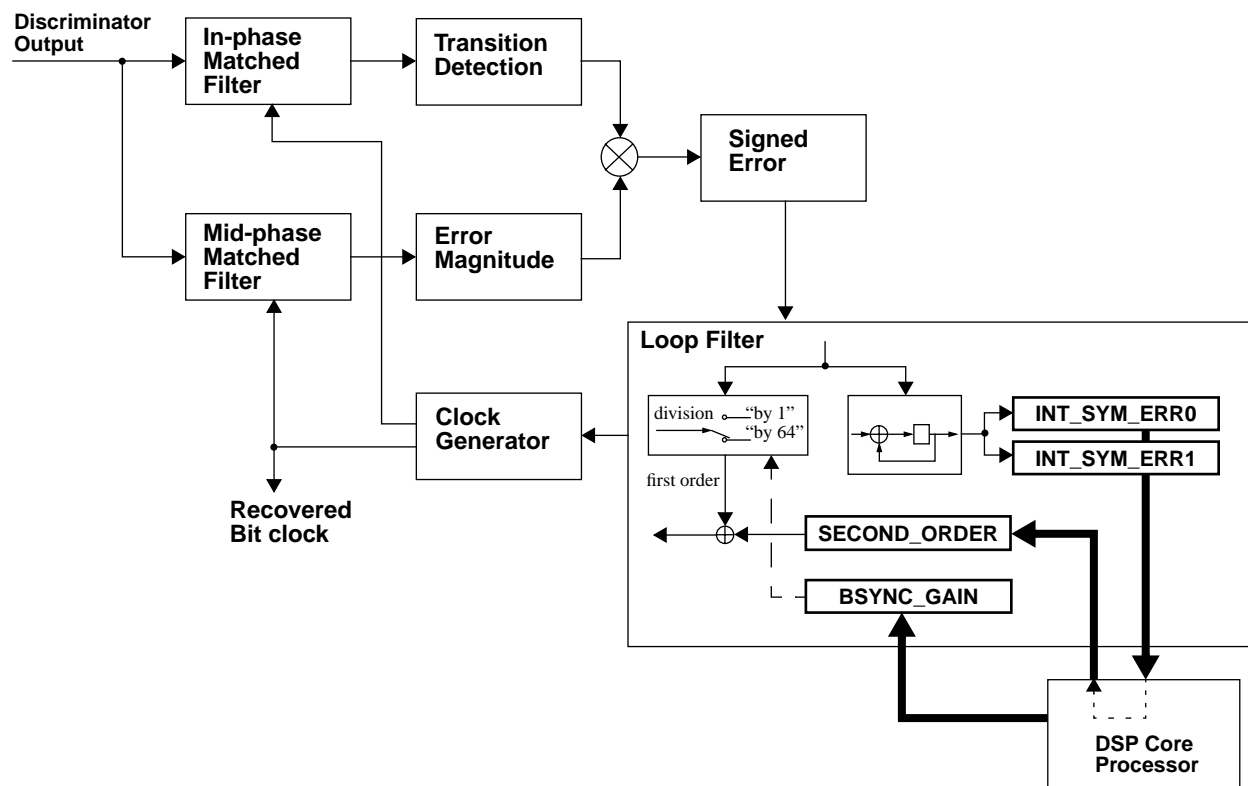 Discriminator
Output
In-phase
Matched
Filter
Transition
Detection
Signed
Error
Mid-phase
Matched
Filter
Error
Magnitude
Loop Filter
Clock
Generator
division
“by 1”
“by 64”
INT_SYM_ERR0
INT_SYM_ERR1
first order
Recovered
Bit clock
SECOND_ORDER
BSYNC_GAIN
DSP Core
Processor